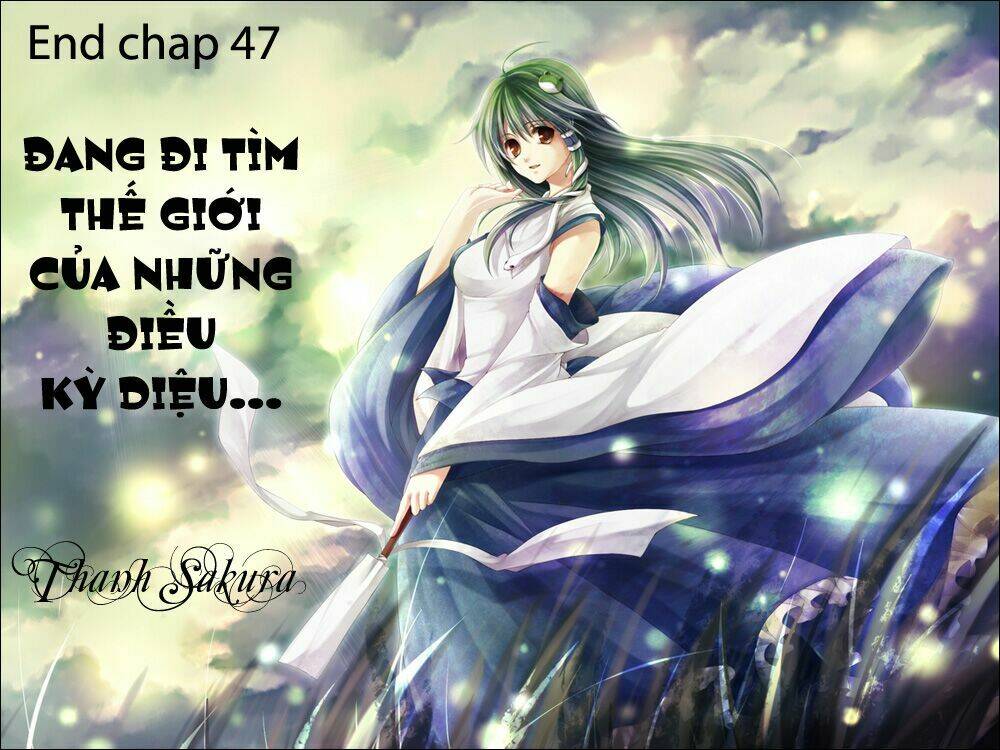 End chap 47
ĐANG ĐI TÌM
THẾ GIỚI
CỦA NHỮNG
ĐIỀU
KỲ DIỆU...
Thanh Sakura